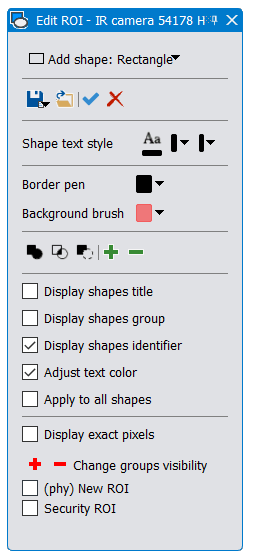 Edit ROI - IR camera 54178 H
Add shape: Rectangle
Shape text style
Aa
Border pen
Background brush
Display shapes title
Display shapes group
Display shapes identifier
Adjust text color
Apply to all shapes
Display exact pixels
Change groups visibility
(phy) New ROI
Security ROI